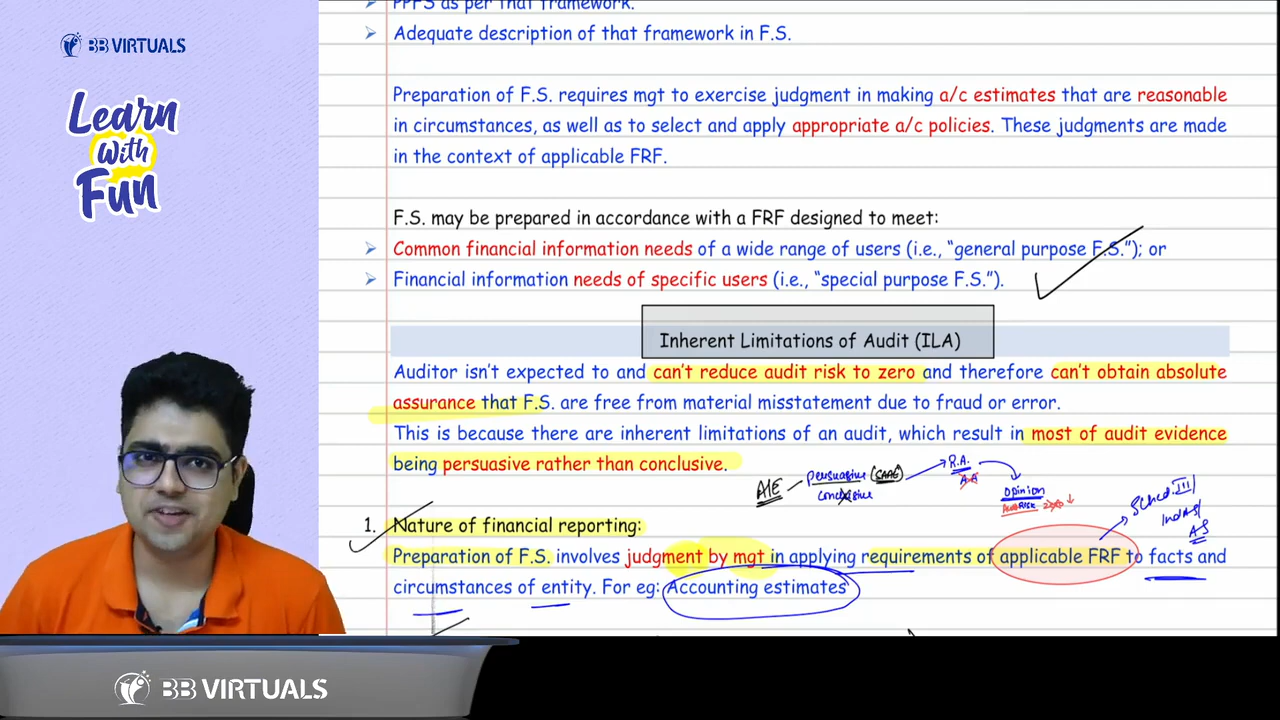 BB VIRTUALS
Learn
With
Fun
PPFS as per that framework.
Adequate description of that framework in F.S.
Preparation of F.S. requires mgt to exercise judgment in making a/c estimates that are reasonable
in circumstances, as well as to select and apply appropriate a/c policies. These judgments are made
in the context of applicable FRF.
F.S. may be prepared in accordance with a FRF designed to meet:
Common financial information needs of a wide range of users (i.e., “general purpose F.S.”); or
Financial information needs of specific users (i.e., “special purpose F.S.”).
Inherent Limitations of Audit (ILA)
Auditor isn’t expected to and can’t reduce audit risk to zero and therefore can’t obtain absolute
assurance that F.S. are free from material misstatement due to fraud or error.
This is because there are inherent limitations of an audit, which result in most of audit evidence
being persuasive rather than conclusive.
A/E persuasive (SAAE) R.A.
conclusive A.A
opinion
RISK
Sched. III/
IndAS/
AS
1. Nature of financial reporting:
Preparation of F.S. involves judgment by mgt in applying requirements of applicable FRF to facts and
circumstances of entity. For eg: Accounting estimates
BB VIRTUALS